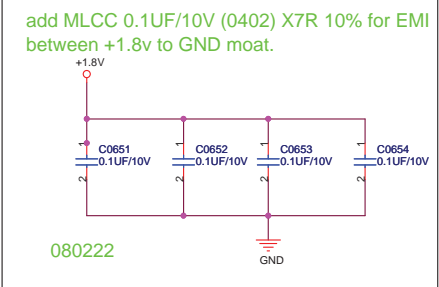 add MLCC 0.1UF/10V (0402) X7R 10% for EMI
between +1.8v to GND moat.
+1.8V
1 C0651 1 C0652 1 C0653 1 C0654
0.1UF/10V 0.1UF/10V 0.1UF/10V 0.1UF/10V
2 2 2 2
080222
GND